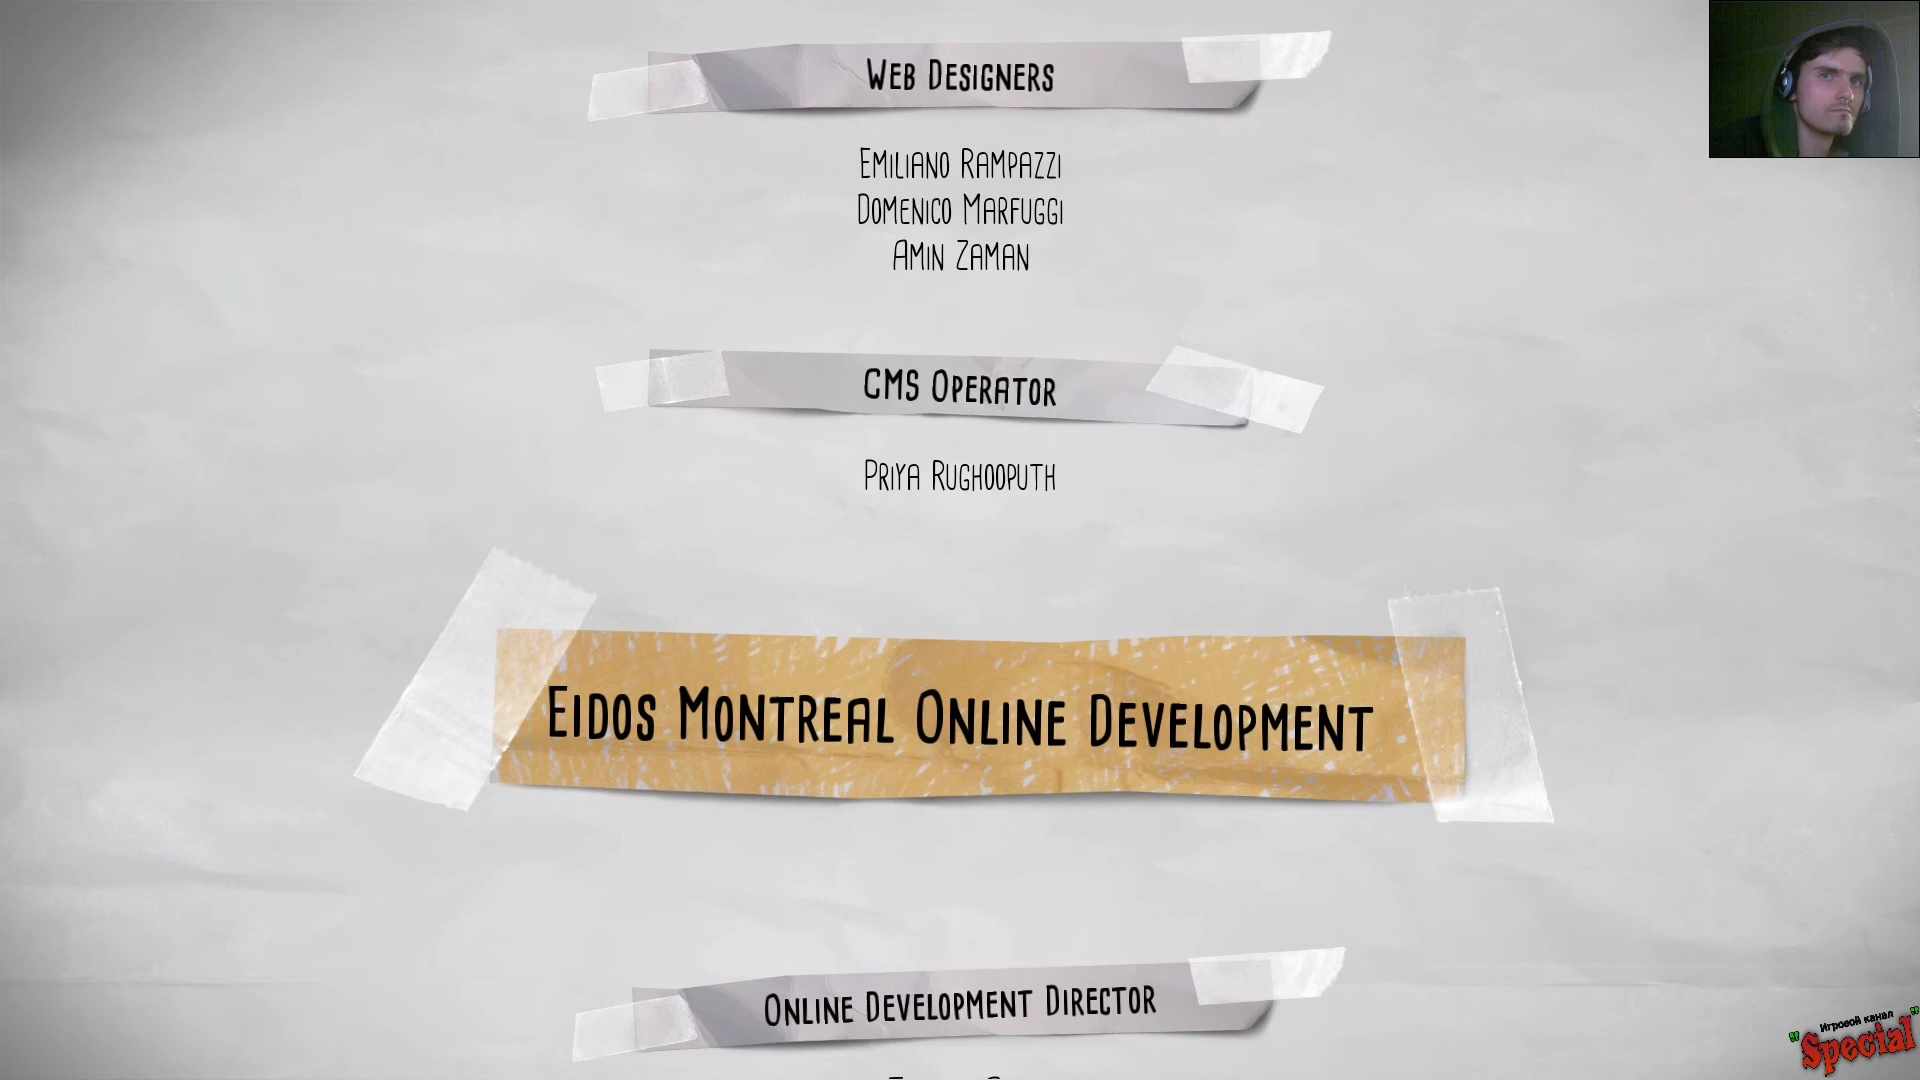 Web Designers
Emiliano Rampazzi
Domenico Marfuggi
Amin Zaman
CMS Operator
Priya Rughooputh
Eidos Montreal Online Development
Online Development Director
Игровой канал
"Special"